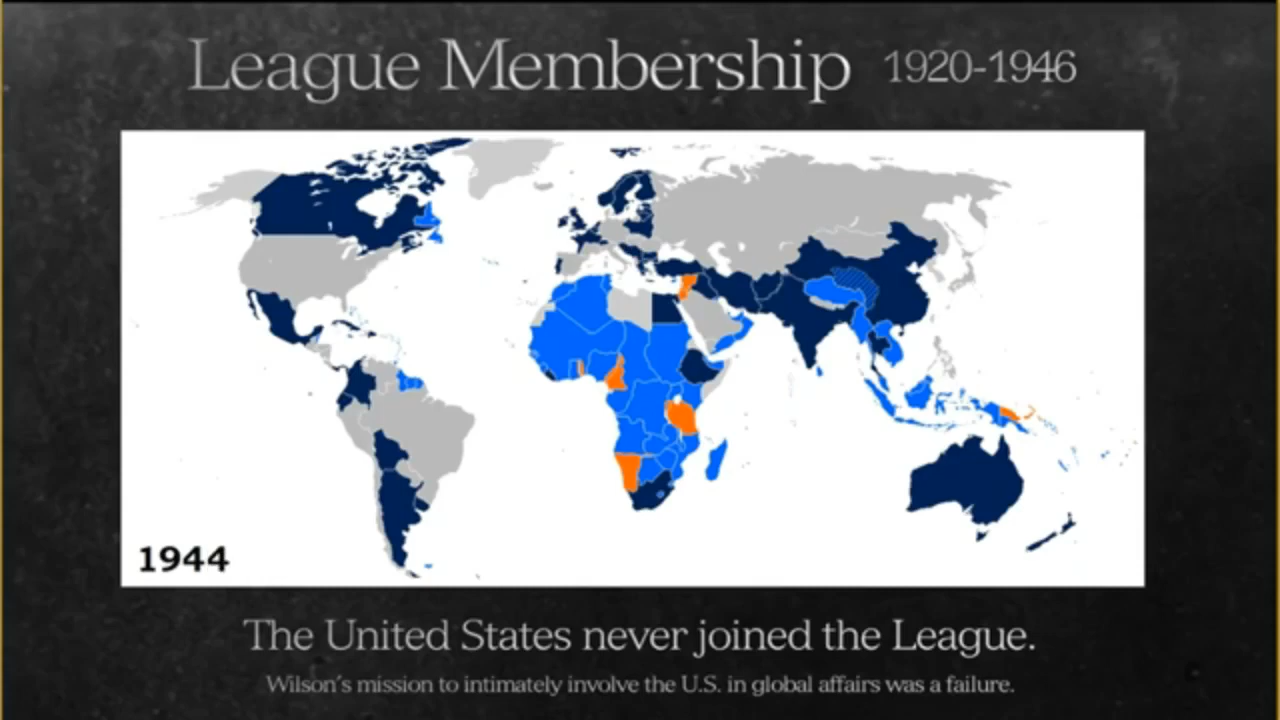 League Membership 1920-1946
1944
The United States never joined the League.
Wilson's mission to intimately involve the U.S. in global affairs was a failure.